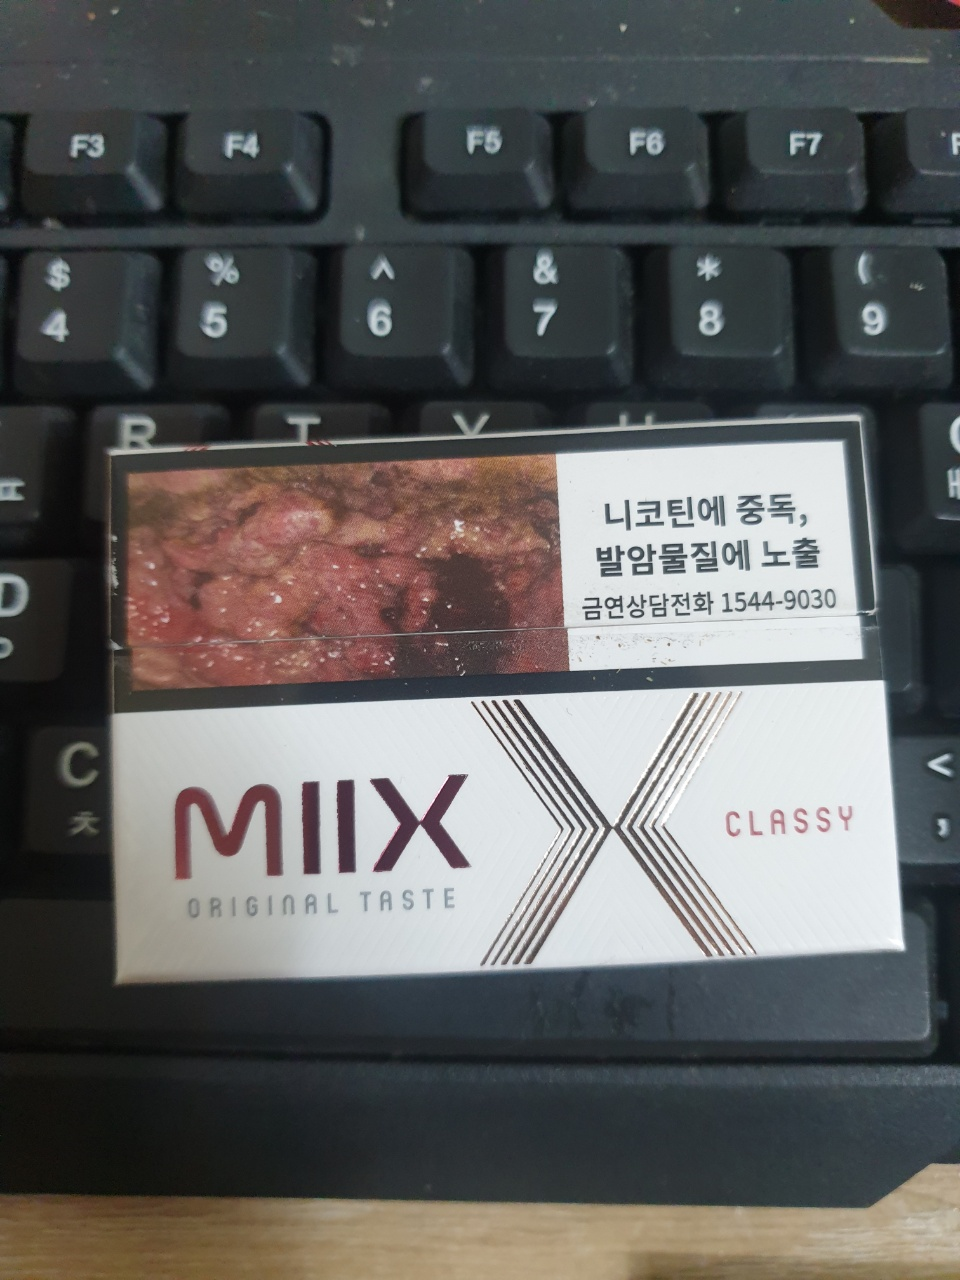 F3 F4 F5 F6 F7
$ % ^ & * (
4 5 6 7 8 9
R T Y U
니코틴에 중독,
발암물질에 노출
금연상담전화 1544-9030
D
ㅇ
C
ㅊ
<
,
MIIX
ORIGINAL TASTE
CLASSY